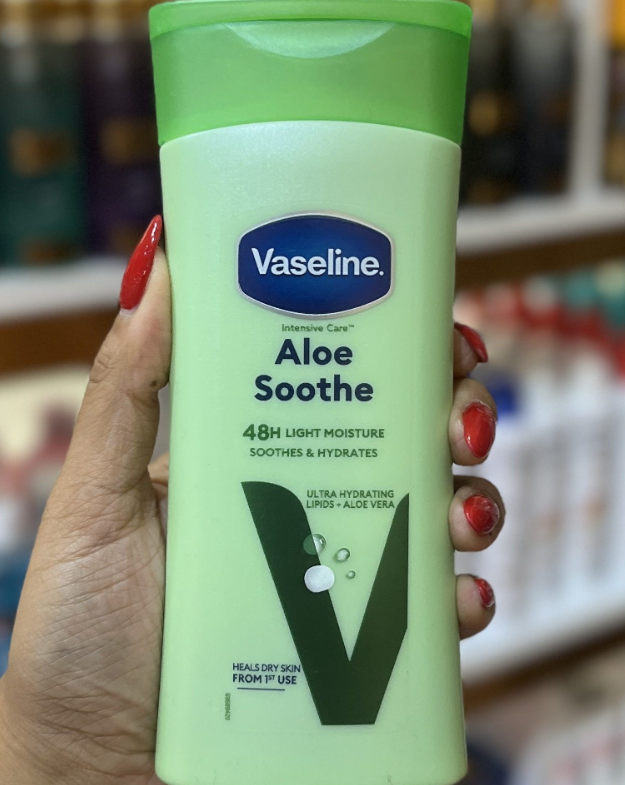 Vaseline.
Intensive Care™
Aloe
Soothe
48H LIGHT MOISTURE
SOOTHES & HYDRATES
ULTRA HYDRATING
LIPIDS + ALOE VERA
HEALS DRY SKIN
FROM 1ST USE